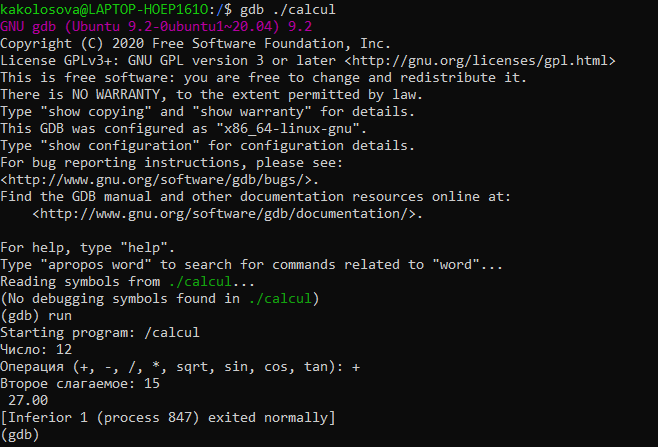 kakolosova@LAPTOP-HOEP161O:/$ gdb ./calcul
GNU gdb (Ubuntu 9.2-0ubuntu1~20.04) 9.2
Copyright (C) 2020 Free Software Foundation, Inc.
License GPLv3+: GNU GPL version 3 or later <http://gnu.org/licenses/gpl.html>
This is free software: you are free to change and redistribute it.
There is NO WARRANTY, to the extent permitted by law.
Type "show copying" and "show warranty" for details.
This GDB was configured as "x86_64-linux-gnu".
Type "show configuration" for configuration details.
For bug reporting instructions, please see:
<http://www.gnu.org/software/gdb/bugs/>.
Find the GDB manual and other documentation resources online at:
    <http://www.gnu.org/software/gdb/documentation/>.

For help, type "help".
Type "apropos word" to search for commands related to "word"...
Reading symbols from ./calcul...
(No debugging symbols found in ./calcul)
(gdb) run
Starting program: /calcul
Число: 12
Операция (+, -, /, *, sqrt, sin, cos, tan): +
Второе слагаемое: 15
 27.00
[Inferior 1 (process 847) exited normally]
(gdb)